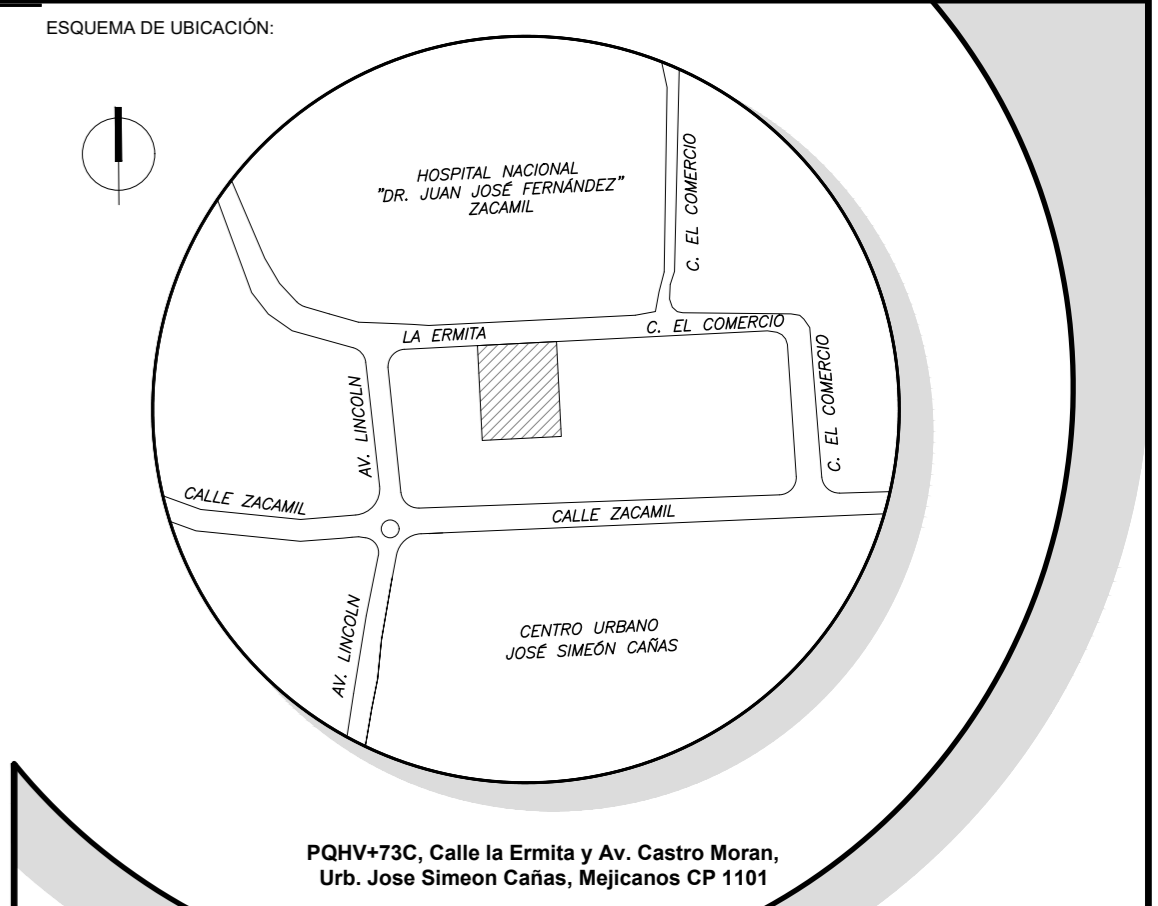 ESQUEMA DE UBICACIÓN:
HOSPITAL NACIONAL
"DR. JUAN JOSÉ FERNÁNDEZ"
ZACAMIL
C. EL COMERCIO
LA ERMITA
C. EL COMERCIO
C. EL COMERCIO
AV. LINCOLN
CALLE ZACAMIL
CALLE ZACAMIL
AV. LINCOLN
CENTRO URBANO
JOSÉ SIMEÓN CAÑAS
PQHV+73C, Calle la Ermita y Av. Castro Moran,
Urb. Jose Simeon Cañas, Mejicanos CP 1101